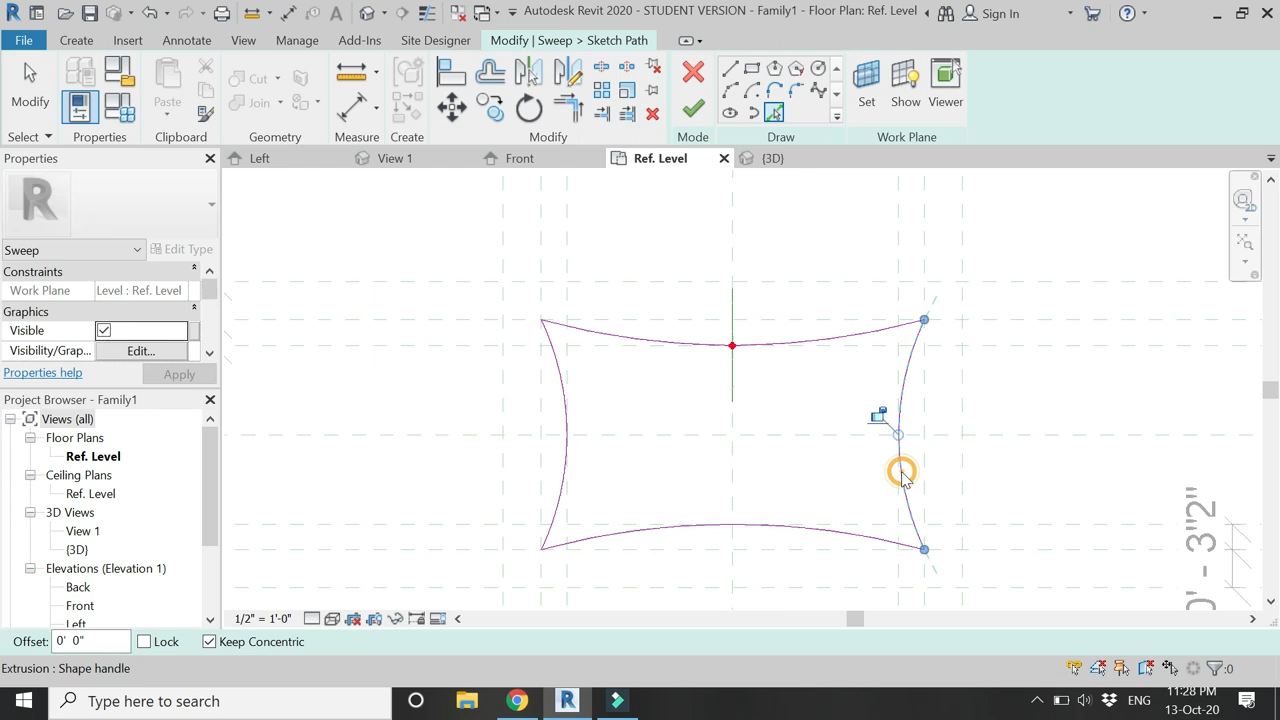 Autodesk Revit 2020 - STUDENT VERSION - Family1 - Floor Plan: Ref. Level
Sign In
File Create Insert Annotate View Manage Add-Ins Site Designer Modify | Sweep > Sketch Path
Modify Paste Cut Join Set Show Viewer
Select Properties Clipboard Geometry Measure Create Modify Mode Draw Work Plane
Properties
Left View 1 Front Ref. Level {3D}
Sweep Edit Type
Constraints
Work Plane Level : Ref. Level
Graphics
Visible
Visibility/Grap... Edit...
Properties help Apply
Project Browser - Family1
Views (all)
Floor Plans
Ref. Level
Ceiling Plans
Ref. Level
3D Views
View 1
{3D}
Elevations (Elevation 1)
Back
Front
Left
0' - 3"2"
1/2" = 1'-0"
Offset: 0' 0" Lock Keep Concentric
Extrusion : Shape handle
:0
Type here to search
ENG
11:28 PM
13-Oct-20